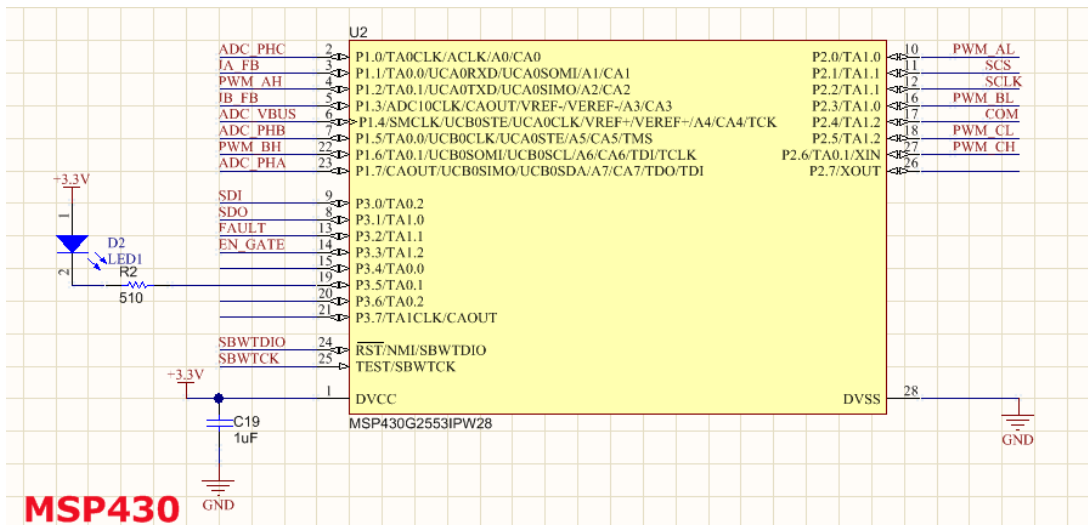 U2
ADC_PHC 2 P1.0/TA0CLK/ACLK/A0/CA0 P2.0/TA1.0 10 PWM_AL
IA_FB 3 P1.1/TA0.0/UCA0RXD/UCA0SOMI/A1/CA1 P2.1/TA1.1 11 SCS
PWM_AH 4 P1.2/TA0.1/UCA0TXD/UCA0SIMO/A2/CA2 P2.2/TA1.1 12 SCLK
IB_FB 5 P1.3/ADC10CLK/CAOUT/VREF-/VEREF-/A3/CA3 P2.3/TA1.0 16 PWM_BL
ADC_VBUS 6 P1.4/SMCLK/UCB0STE/UCA0CLK/VREF+/VEREF+/A4/CA4/TCK P2.4/TA1.2 17 COM
ADC_PHB 7 P1.5/TA0.0/UCB0CLK/UCA0STE/A5/CA5/TMS P2.5/TA1.2 18 PWM_CL
PWM_BH 22 P1.6/TA0.1/UCB0SOMI/UCB0SCL/A6/CA6/TDI/TCLK P2.6/TA0.1/XIN 27 PWM_CH
ADC_PHA 23 P1.7/CAOUT/UCB0SIMO/UCB0SDA/A7/CA7/TDO/TDI P2.7/XOUT 26
+3.3V
SDI 9 P3.0/TA0.2
1 SDO 8 P3.1/TA1.0
FAULT 13 P3.2/TA1.1
D2 EN_GATE 14 P3.3/TA1.2
LED1 15 P3.4/TA0.0
2 R2 19 P3.5/TA0.1
510 20 P3.6/TA0.2
21 P3.7/TA1CLK/CAOUT
SBWTDIO 24 RST/NMI/SBWTDIO
SBWTCK 25 TEST/SBWTCK
+3.3V
1 DVCC DVSS 28
C19 MSP430G2553IPW28
1uF GND
GND
MSP430